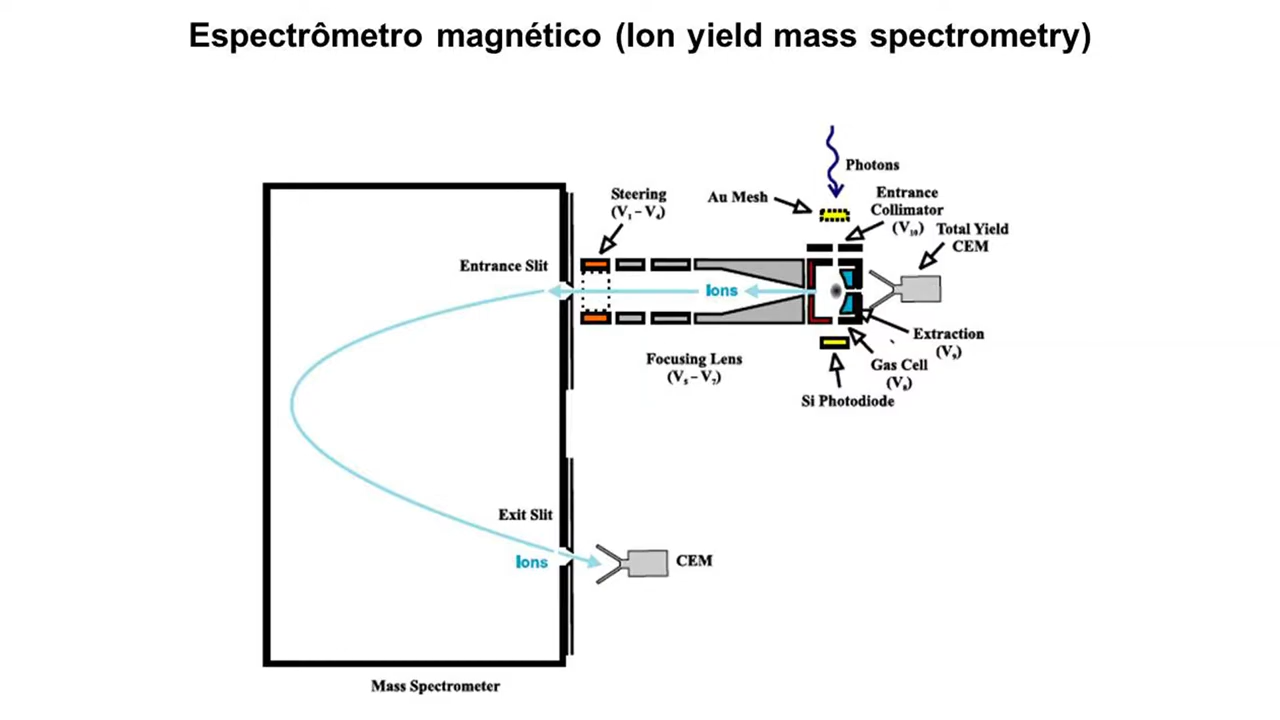 Espectrômetro magnético (Ion yield mass spectrometry)
Photons
Steering
(V₁ – V₄)
Au Mesh
Entrance
Collimator
(V₁₀)
Total Yield
CEM
Entrance Slit
Ions
Extraction
(V₉)
Focusing Lens
(V₅ – V₇)
Gas Cell
(V₈)
Si Photodiode
Exit Slit
Ions
CEM
Mass Spectrometer